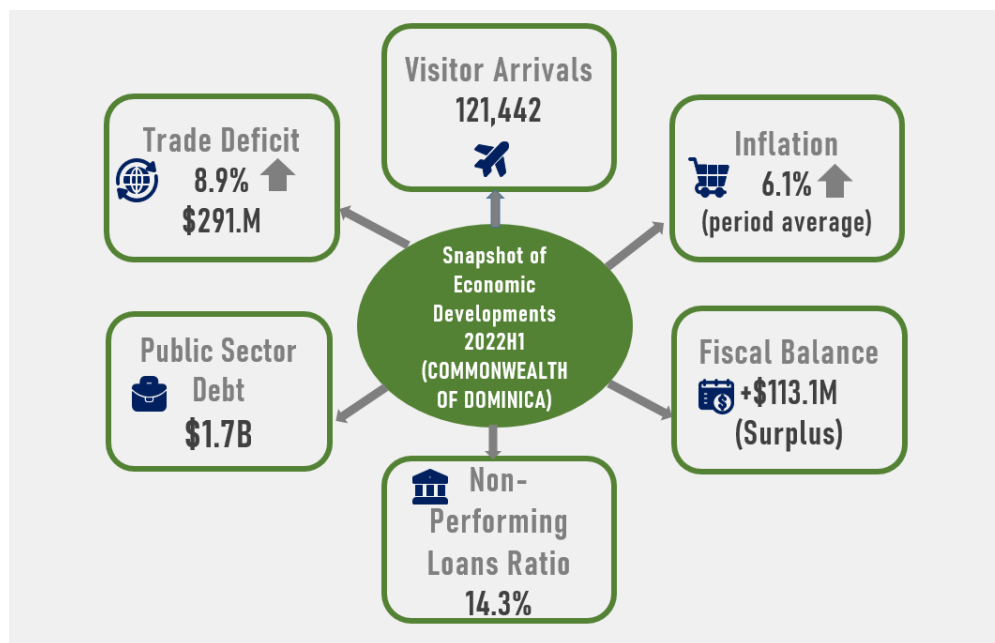 Visitor Arrivals
121,442
Trade Deficit
8.9%
$291.M
Inflation
6.1%
(period average)
Snapshot of
Economic
Developments
2022H1
(COMMONWEALTH
OF DOMINICA)
Public Sector
Debt
$1.7B
Fiscal Balance
+$113.1M
(Surplus)
Non-
Performing
Loans Ratio
14.3%